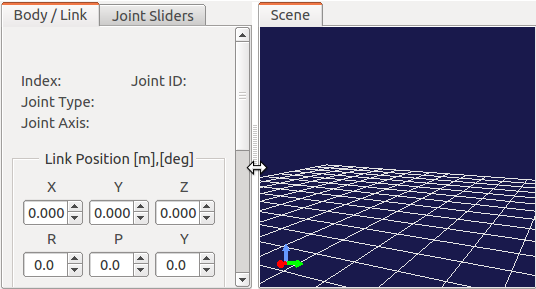 Body / Link Joint Sliders Scene
Index: Joint ID:
Joint Type:
Joint Axis:
Link Position [m],[deg]
X Y Z
0.000 0.000 0.000
R P Y
0.0 0.0 0.0